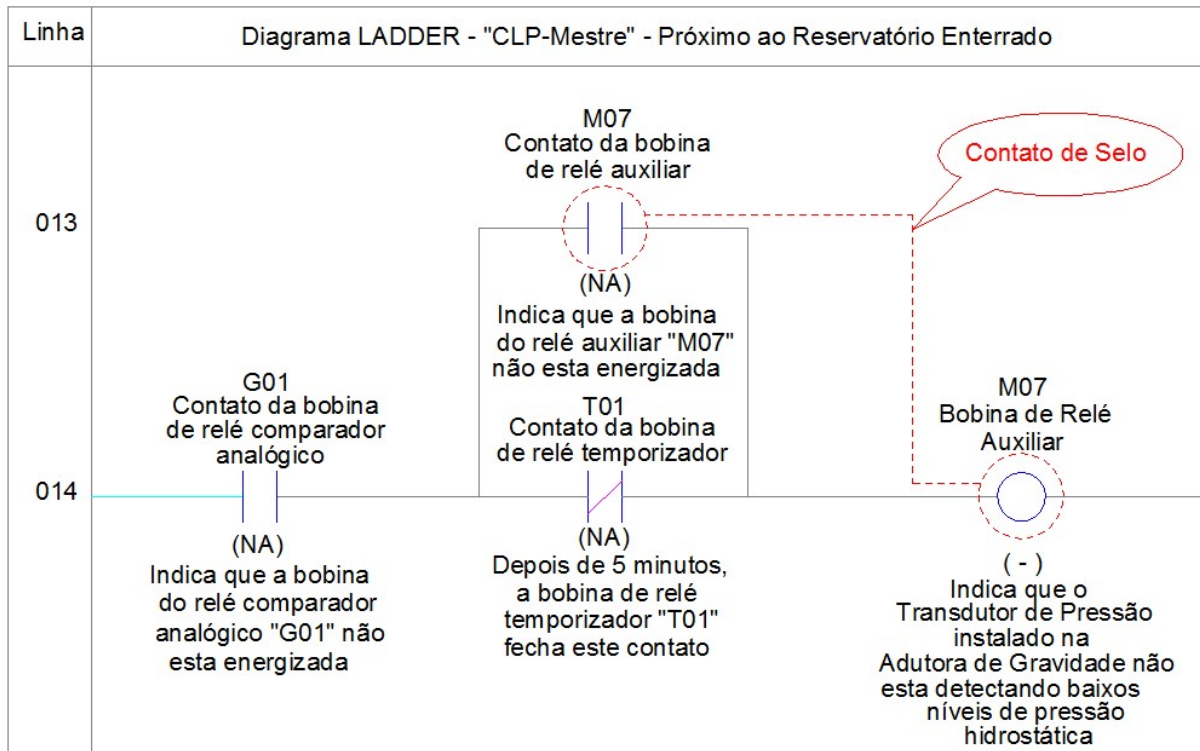 Linha
Diagrama LADDER - "CLP-Mestre" - Próximo ao Reservatório Enterrado
013
M07
Contato da bobina
de relé auxiliar
(NA)
Indica que a bobina
do relé auxiliar "M07"
não esta energizada
Contato de Selo
014
G01
Contato da bobina
de relé comparador
analógico
(NA)
Indica que a bobina
do relé comparador
analógico "G01" não
esta energizada
T01
Contato da bobina
de relé temporizador
(NA)
Depois de 5 minutos,
a bobina de relé
temporizador "T01"
fecha este contato
M07
Bobina de Relé
Auxiliar
( - )
Indica que o
Transdutor de Pressão
instalado na
Adutora de Gravidade não
esta detectando baixos
níveis de pressão
hidrostática